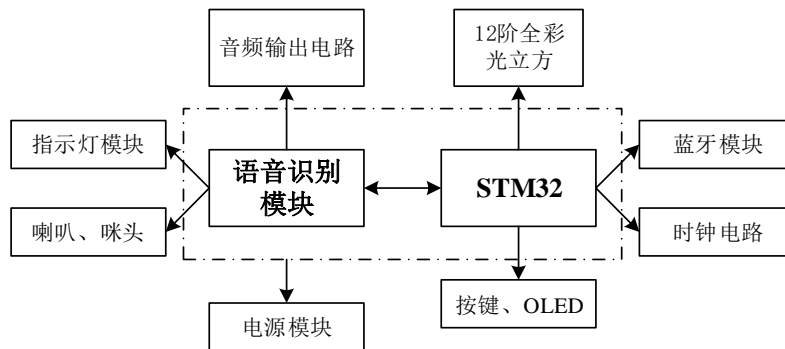 音频输出电路
12阶全彩
光立方
指示灯模块
语音识别
模块
STM32
蓝牙模块
喇叭、咪头
时钟电路
电源模块
按键、OLED